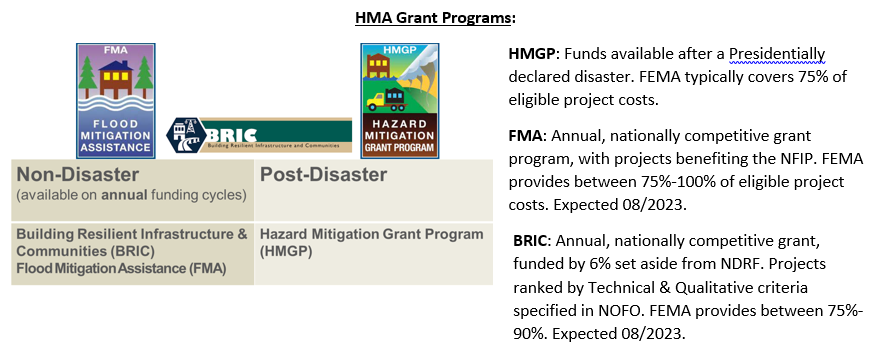 HMA Grant Programs:
FMA
FLOOD
MITIGATION
ASSISTANCE
BRIC
Building Resilient Infrastructure and Communities
HMGP
HAZARD
MITIGATION
GRANT PROGRAM
Non-Disaster
(available on annual funding cycles)
Post-Disaster
Building Resilient Infrastructure &
Communities (BRIC)
Flood Mitigation Assistance (FMA)
Hazard Mitigation Grant Program
(HMGP)
HMGP: Funds available after a Presidentially
declared disaster. FEMA typically covers 75% of
eligible project costs.
FMA: Annual, nationally competitive grant
program, with projects benefiting the NFIP. FEMA
provides between 75%-100% of eligible project
costs. Expected 08/2023.
BRIC: Annual, nationally competitive grant,
funded by 6% set aside from NDRF. Projects
ranked by Technical & Qualitative criteria
specified in NOFO. FEMA provides between 75%-
90%. Expected 08/2023.